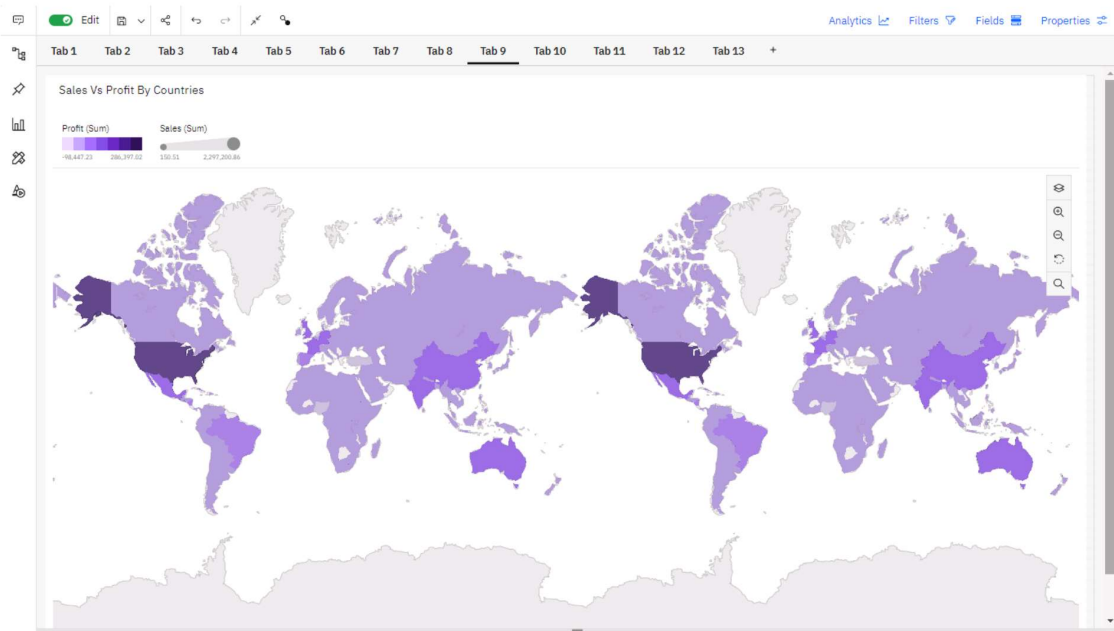 Edit Analytics Filters Fields Properties
Tab 1 Tab 2 Tab 3 Tab 4 Tab 5 Tab 6 Tab 7 Tab 8 Tab 9 Tab 10 Tab 11 Tab 12 Tab 13 +
Sales Vs Profit By Countries
Profit (Sum) Sales (Sum)
-98,447.23 286,397.02 150.51 2,297,200.86